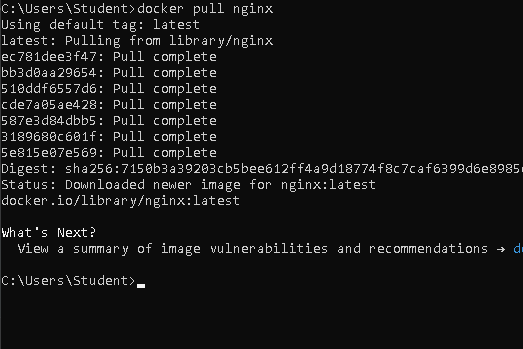 C:\Users\Student>docker pull nginx
Using default tag: latest
latest: Pulling from library/nginx
ec781dee3f47: Pull complete
bb3d0aa29654: Pull complete
510ddf6557d6: Pull complete
cde7a05ae428: Pull complete
587e3d84dbb5: Pull complete
3189680c601f: Pull complete
5e815e07e569: Pull complete
Digest: sha256:7150b3a39203cb5bee612ff4a9d18774f8c7caf6399d6e8985e
Status: Downloaded newer image for nginx:latest
docker.io/library/nginx:latest
What's Next?
View a summary of image vulnerabilities and recommendations → d
C:\Users\Student>